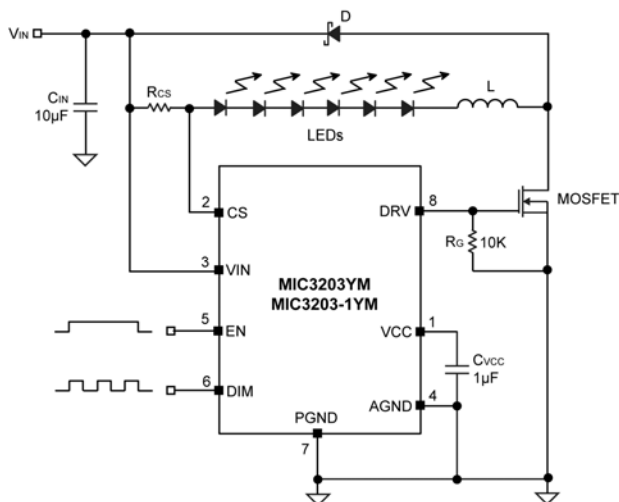 D
VIN
RCS
L
CIN
10µF
LEDs
MOSFET
2
CS
DRV
8
RG
10K
3
VIN
MIC3203YM
MIC3203-1YM
5
EN
VCC
1
CVCC
1µF
6
DIM
AGND
4
PGND
7